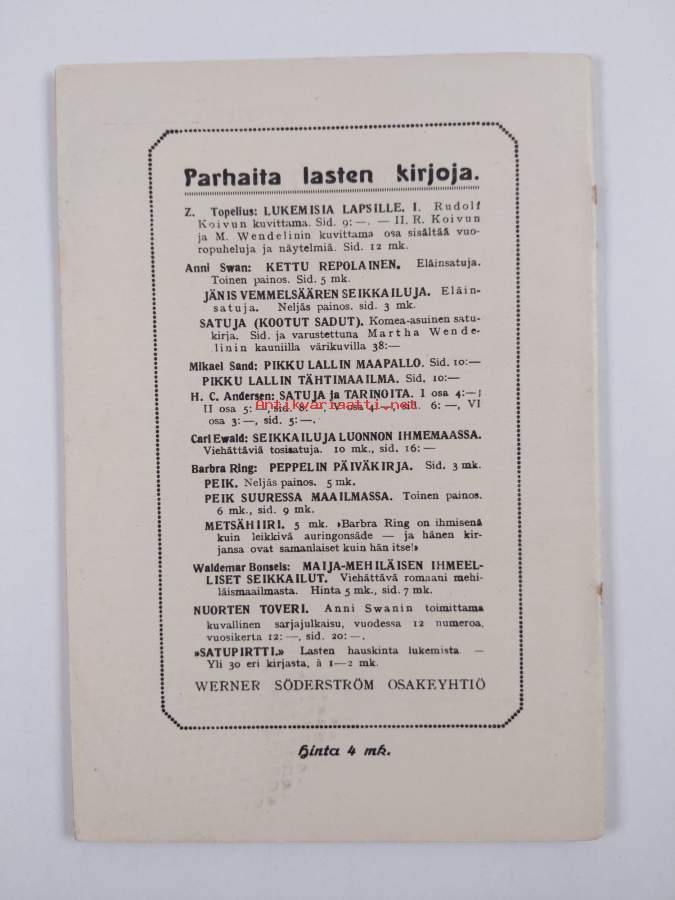 Parhaita lasten kirjoja.
Z. Topelius: LUKEMISIA LAPSILLE. I. Rudolf
Koivun kuvittama. Sid. 9:—. — II. R. Koivun
ja M. Wendelinin kuvittama osa sisältää vuo-
ropuheluja ja näytelmiä. Sid. 12 mk.
Anni Swan: KETTU REPOLAINEN. Eläinsatuja.
Toinen painos. Sid. 5 mk.
JÄNIS VEMMELSÄÄREN SEIKKAILUJA. Eläin-
satuja. Neljäs painos. sid. 3 mk.
SATUJA (KOOTUT SADUT). Komea-asuinen satu-
kirja. Sid. ja varustettuna Martha Wende-
linin kauniilla värikuvilla 38:—
Mikael Sand: PIKKU LALLIN MAAPALLO. Sid. 10:—
PIKKU LALLIN TÄHTIMAAILMA. Sid. 10:—
H. C. Andersen: SATUJA ja TARINOITA. I osa 4:—;
II osa 5:—, sid. 8:—, V osa 4:—, sid. 6:—, VI
osa 3:—, sid. 5:—.
Antikvariaatti.net
Carl Ewald: SEIKKAILUJA LUONNON IHMEMAASSA.
Viehättäviä tosisatuja. 10 mk., sid. 16:—
Barbra Ring: PEPPELIN PÄIVÄKIRJA. Sid. 3 mk.
PEIK. Neljäs painos. 5 mk.
PEIK SUURESSA MAAILMASSA. Toinen painos.
6 mk., sid. 9 mk.
METSÄHIIRI. 5 mk. »Barbra Ring on ihmisenä
kuin leikkivä auringonsäde — ja hänen kir-
jansa ovat samanlaiset kuin hän itse!»
Waldemar Bonsels: MAIJA-MEHILÄISEN IHMEEL-
LISET SEIKKAILUT. Viehättävä romaani mehi-
läismaailmasta. Hinta 5 mk., sid. 7 mk.
NUORTEN TOVERI. Anni Swanin toimittama
kuvallinen sarjajulkaisu, vuodessa 12 numeroa,
vuosikerta 12:—, sid. 20:—.
»SATUPIRTTI.» Lasten hauskinta lukemista —
Yli 30 eri kirjasta, à 1—2 mk.
WERNER SÖDERSTRÖM OSAKEYHTIÖ
Hinta 4 mk.